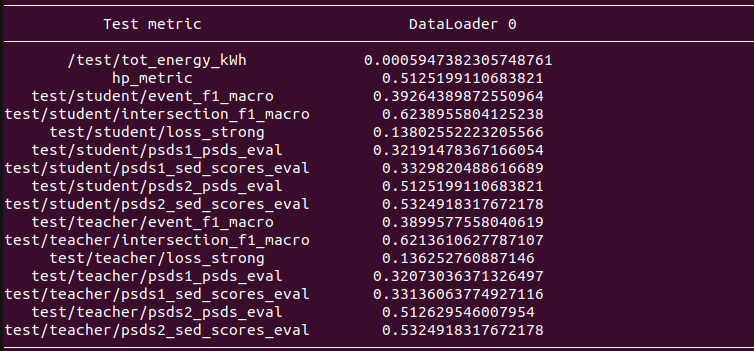 Test metric DataLoader 0
/test/tot_energy_kWh 0.0005947382305748761
hp_metric 0.5125199110683821
test/student/event_f1_macro 0.39264389872550964
test/student/intersection_f1_macro 0.6238955804125238
test/student/loss_strong 0.13802552223205566
test/student/psds1_psds_eval 0.32191478367166054
test/student/psds1_sed_scores_eval 0.3329820488616689
test/student/psds2_psds_eval 0.5125199110683821
test/student/psds2_sed_scores_eval 0.5324918317672178
test/teacher/event_f1_macro 0.3899577558040619
test/teacher/intersection_f1_macro 0.6213610627787107
test/teacher/loss_strong 0.136252760887146
test/teacher/psds1_psds_eval 0.32073036371326497
test/teacher/psds1_sed_scores_eval 0.33136063774927116
test/teacher/psds2_psds_eval 0.512629546007954
test/teacher/psds2_sed_scores_eval 0.5324918317672178